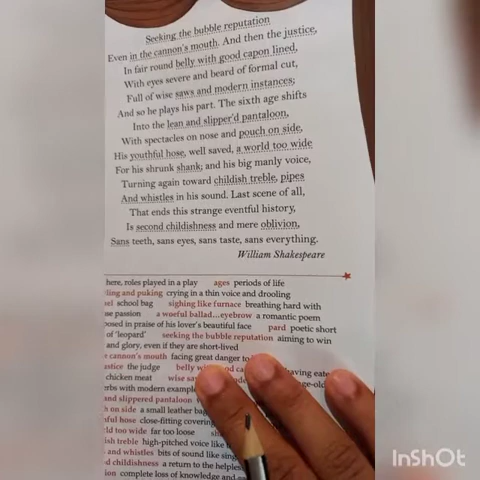 Seeking the bubble reputation
Even in the cannon's mouth. And then the justice,
In fair round belly with good capon lined,
With eyes severe and beard of formal cut,
Full of wise saws and modern instances;
And so he plays his part. The sixth age shifts
Into the lean and slipper'd pantaloon,
With spectacles on nose and pouch on side,
His youthful hose, well saved, a world too wide
For his shrunk shank; and his big manly voice,
Turning again toward childish treble, pipes
And whistles in his sound. Last scene of all,
That ends this strange eventful history,
Is second childishness and mere oblivion,
Sans teeth, sans eyes, sans taste, sans everything.
William Shakespeare
here, roles played in a play ages periods of life
and puking crying in a thin voice and drooling
school bag sighing like furnace breathing hard with
passion a woeful ballad...eyebrow a romantic poem
in praise of his lover's beautiful face pard poetic short
of 'leopard' seeking the bubble reputation aiming to win
and glory, even if they are short-lived
cannon's mouth facing great danger
the judge belly
chicken meat wise
with modern
and slippered pantaloon
on side a small leather
hose close-fitting
too wide far too loose
treble high-pitched voice like
and whistles bits of sound like
childishness a return to the
complete loss of knowledge and
InShOt